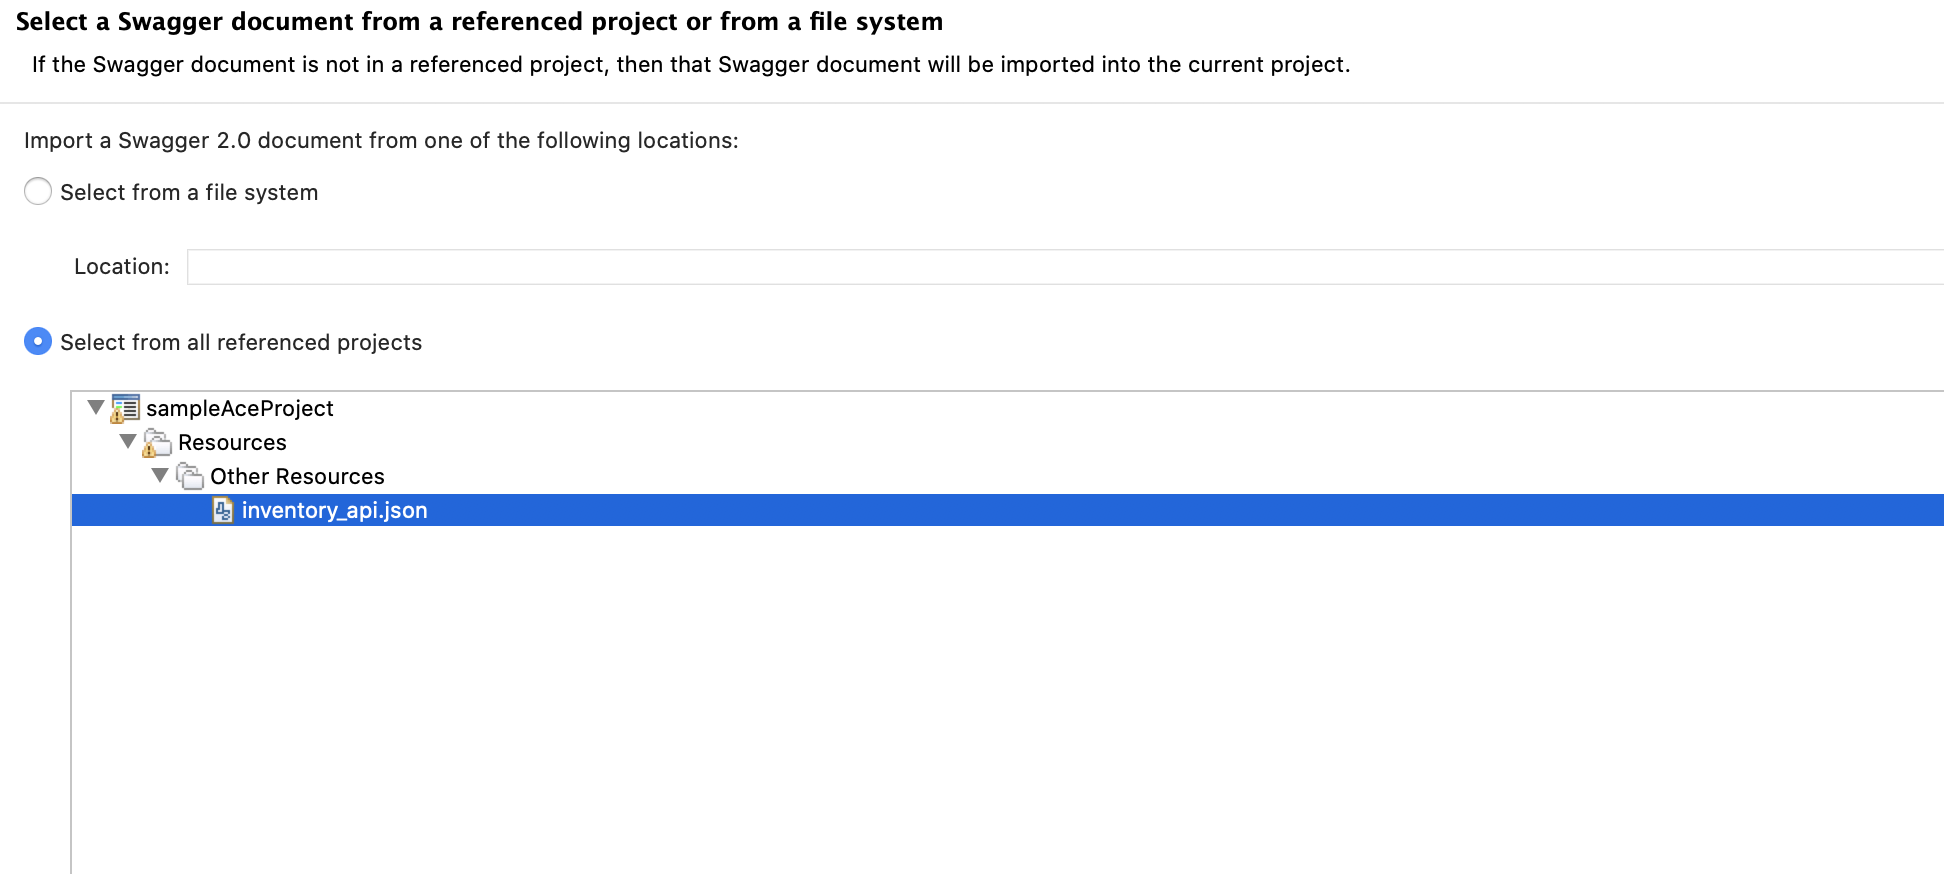 Select a Swagger document from a referenced project or from a file system
If the Swagger document is not in a referenced project, then that Swagger document will be imported into the current project.
Import a Swagger 2.0 document from one of the following locations:
Select from a file system
Location:
Select from all referenced projects
sampleAceProject
Resources
Other Resources
inventory_api.json